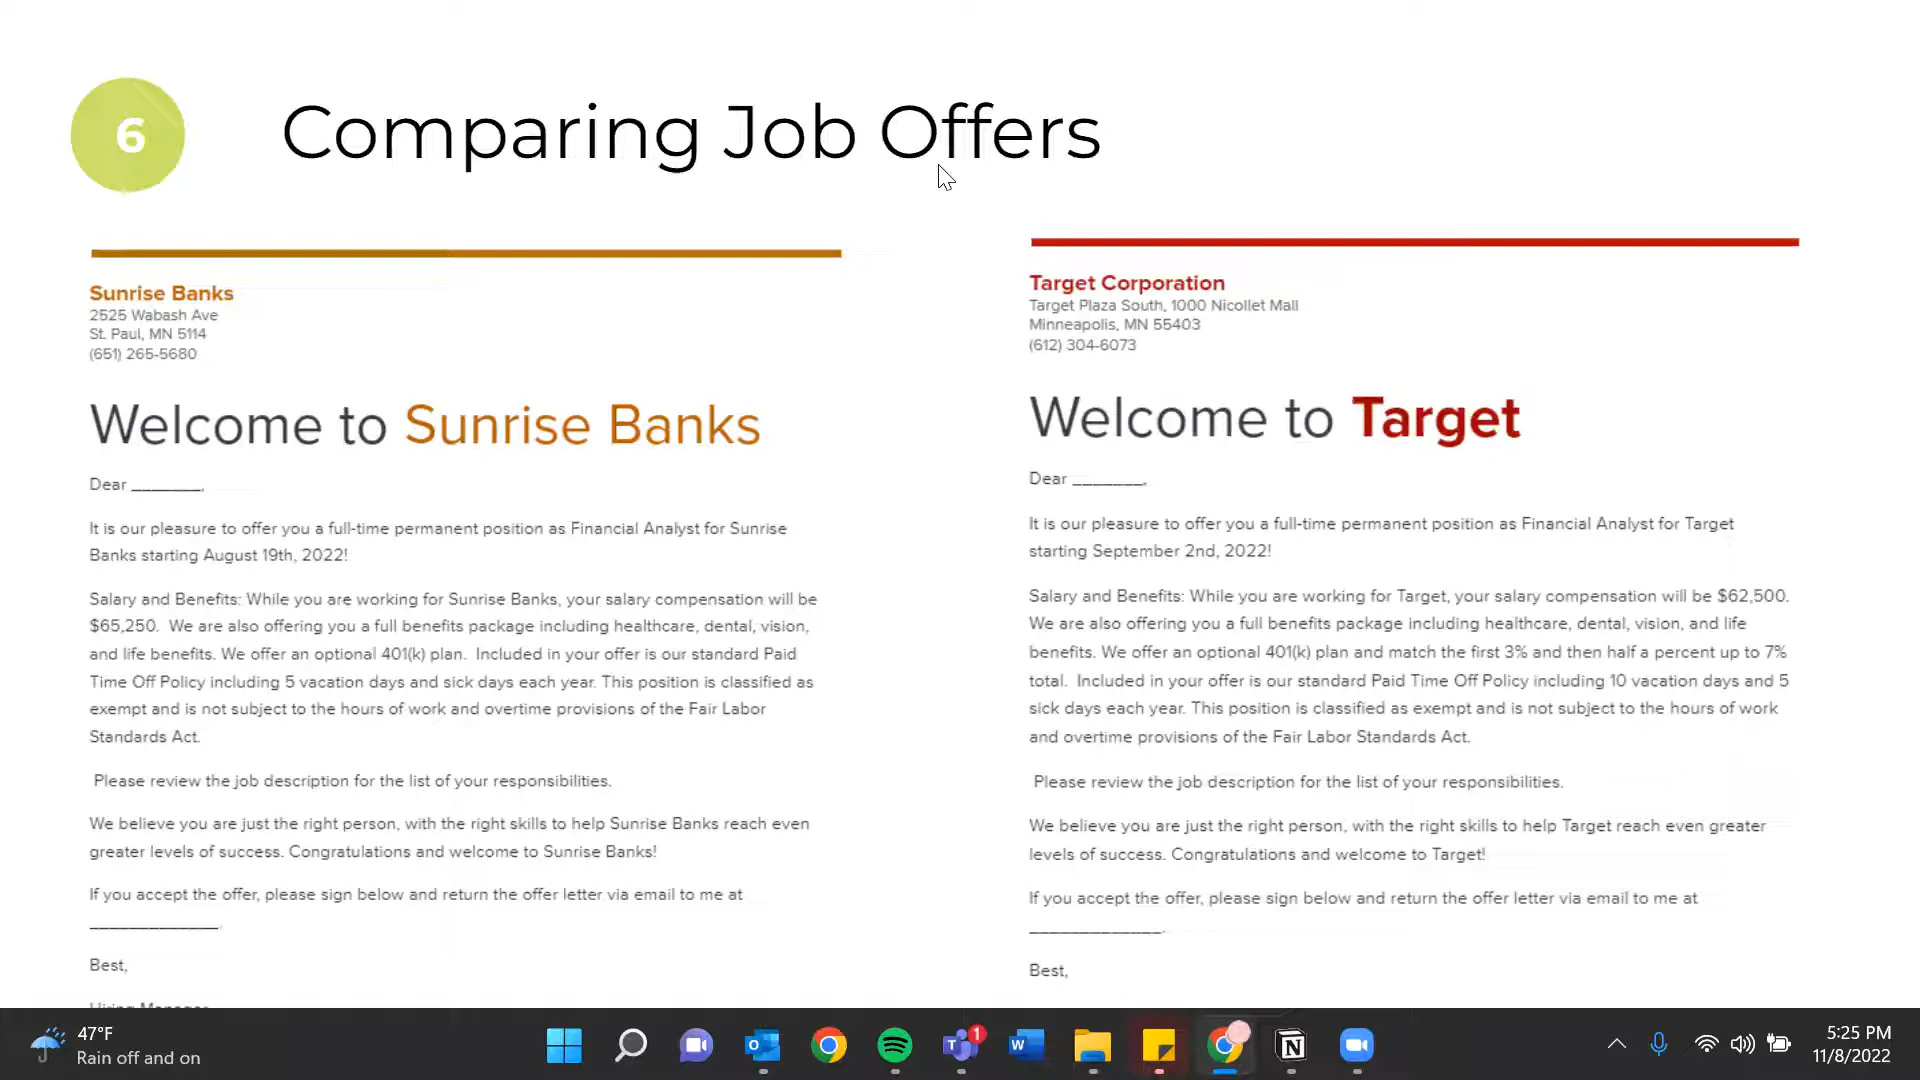 6
Comparing Job Offers
Sunrise Banks
2525 Wabash Ave
St. Paul, MN 5114
(651) 265-5680
Welcome to Sunrise Banks
Dear _______,
It is our pleasure to offer you a full-time permanent position as Financial Analyst for Sunrise
Banks starting August 19th, 2022!
Salary and Benefits: While you are working for Sunrise Banks, your salary compensation will be
$65,250. We are also offering you a full benefits package including healthcare, dental, vision,
and life benefits. We offer an optional 401(k) plan. Included in your offer is our standard Paid
Time Off Policy including 5 vacation days and sick days each year. This position is classified as
exempt and is not subject to the hours of work and overtime provisions of the Fair Labor
Standards Act.
Please review the job description for the list of your responsibilities.
We believe you are just the right person, with the right skills to help Sunrise Banks reach even
greater levels of success. Congratulations and welcome to Sunrise Banks!
If you accept the offer, please sign below and return the offer letter via email to me at
_____________.
Best,
Hiring Manager
Target Corporation
Target Plaza South, 1000 Nicollet Mall
Minneapolis, MN 55403
(612) 304-6073
Welcome to Target
Dear _______,
It is our pleasure to offer you a full-time permanent position as Financial Analyst for Target
starting September 2nd, 2022!
Salary and Benefits: While you are working for Target, your salary compensation will be $62,500.
We are also offering you a full benefits package including healthcare, dental, vision, and life
benefits. We offer an optional 401(k) plan and match the first 3% and then half a percent up to 7%
total. Included in your offer is our standard Paid Time Off Policy including 10 vacation days and 5
sick days each year. This position is classified as exempt and is not subject to the hours of work
and overtime provisions of the Fair Labor Standards Act.
Please review the job description for the list of your responsibilities.
We believe you are just the right person, with the right skills to help Target reach even greater
levels of success. Congratulations and welcome to Target!
If you accept the offer, please sign below and return the offer letter via email to me at
_____________.
Best,
47°F
Rain off and on
1
5:25 PM
11/8/2022